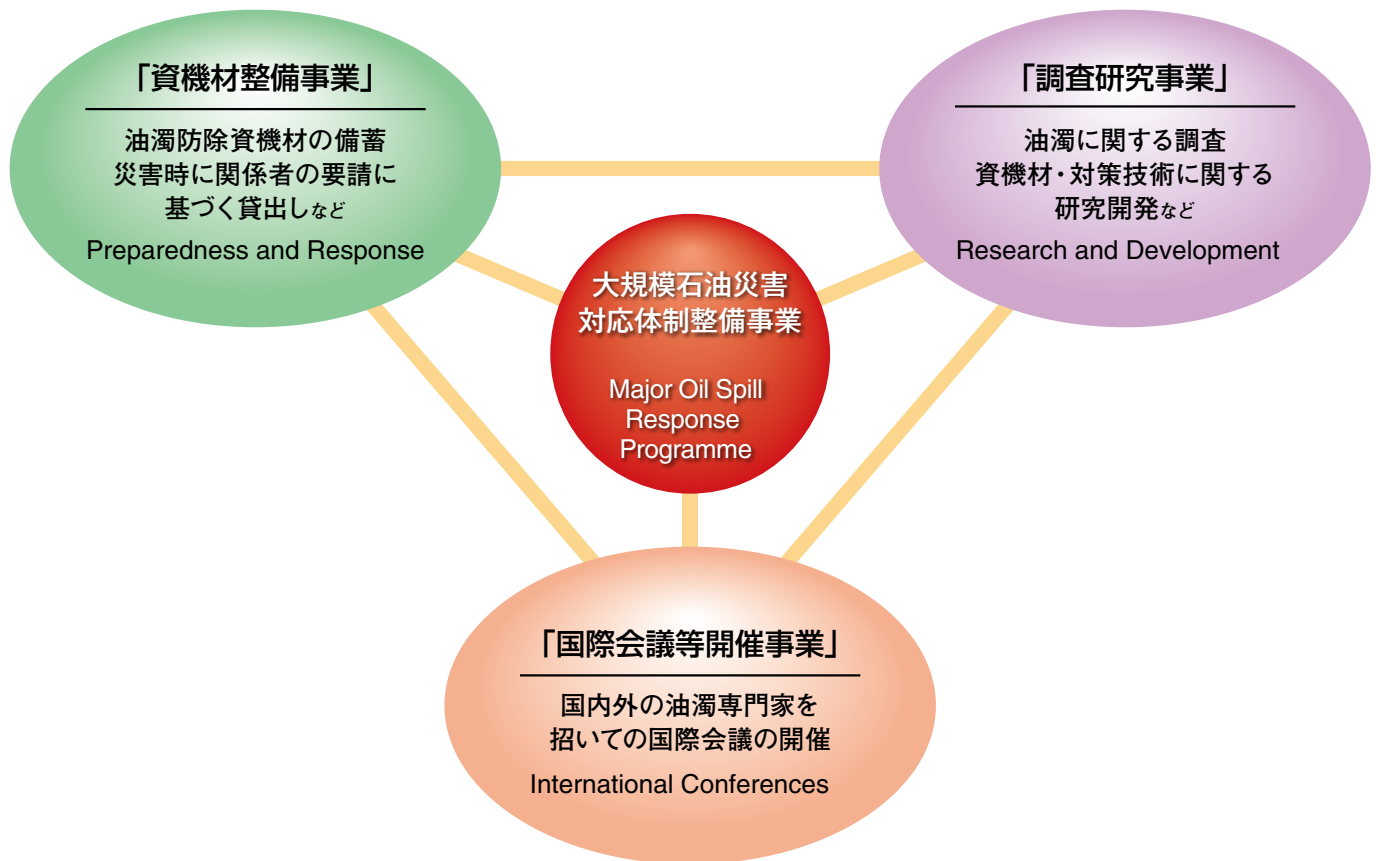 「資機材整備事業」
油濁防除資機材の備蓄
災害時に関係者の要請に
基づく貸出しなど
Preparedness and Response
「調査研究事業」
油濁に関する調査
資機材・対策技術に関する
研究開発など
Research and Development
大規模石油災害
対応体制整備事業
Major Oil Spill
Response
Programme
「国際会議等開催事業」
国内外の油濁専門家を
招いての国際会議の開催
International Conferences